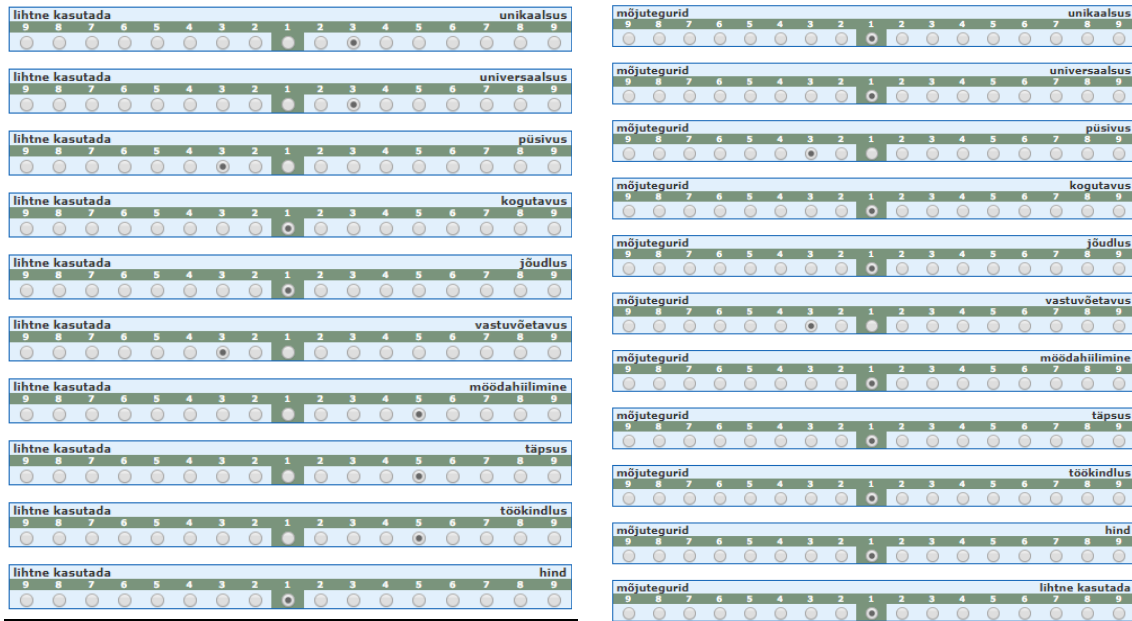 lihtne kasutada unikaalsus
9 8 7 6 5 4 3 2 1 2 3 4 5 6 7 8 9
lihtne kasutada universaalsus
9 8 7 6 5 4 3 2 1 2 3 4 5 6 7 8 9
lihtne kasutada püsivus
9 8 7 6 5 4 3 2 1 2 3 4 5 6 7 8 9
lihtne kasutada kogutavus
9 8 7 6 5 4 3 2 1 2 3 4 5 6 7 8 9
lihtne kasutada jõudlus
9 8 7 6 5 4 3 2 1 2 3 4 5 6 7 8 9
lihtne kasutada vastuvõetavus
9 8 7 6 5 4 3 2 1 2 3 4 5 6 7 8 9
lihtne kasutada möödahiilimine
9 8 7 6 5 4 3 2 1 2 3 4 5 6 7 8 9
lihtne kasutada täpsus
9 8 7 6 5 4 3 2 1 2 3 4 5 6 7 8 9
lihtne kasutada töökindlus
9 8 7 6 5 4 3 2 1 2 3 4 5 6 7 8 9
lihtne kasutada hind
9 8 7 6 5 4 3 2 1 2 3 4 5 6 7 8 9
mõjutegurid unikaalsus
9 8 7 6 5 4 3 2 1 2 3 4 5 6 7 8 9
mõjutegurid universaalsus
9 8 7 6 5 4 3 2 1 2 3 4 5 6 7 8 9
mõjutegurid püsivus
9 8 7 6 5 4 3 2 1 2 3 4 5 6 7 8 9
mõjutegurid kogutavus
9 8 7 6 5 4 3 2 1 2 3 4 5 6 7 8 9
mõjutegurid jõudlus
9 8 7 6 5 4 3 2 1 2 3 4 5 6 7 8 9
mõjutegurid vastuvõetavus
9 8 7 6 5 4 3 2 1 2 3 4 5 6 7 8 9
mõjutegurid möödahiilimine
9 8 7 6 5 4 3 2 1 2 3 4 5 6 7 8 9
mõjutegurid täpsus
9 8 7 6 5 4 3 2 1 2 3 4 5 6 7 8 9
mõjutegurid töökindlus
9 8 7 6 5 4 3 2 1 2 3 4 5 6 7 8 9
mõjutegurid hind
9 8 7 6 5 4 3 2 1 2 3 4 5 6 7 8 9
mõjutegurid lihtne kasutada
9 8 7 6 5 4 3 2 1 2 3 4 5 6 7 8 9